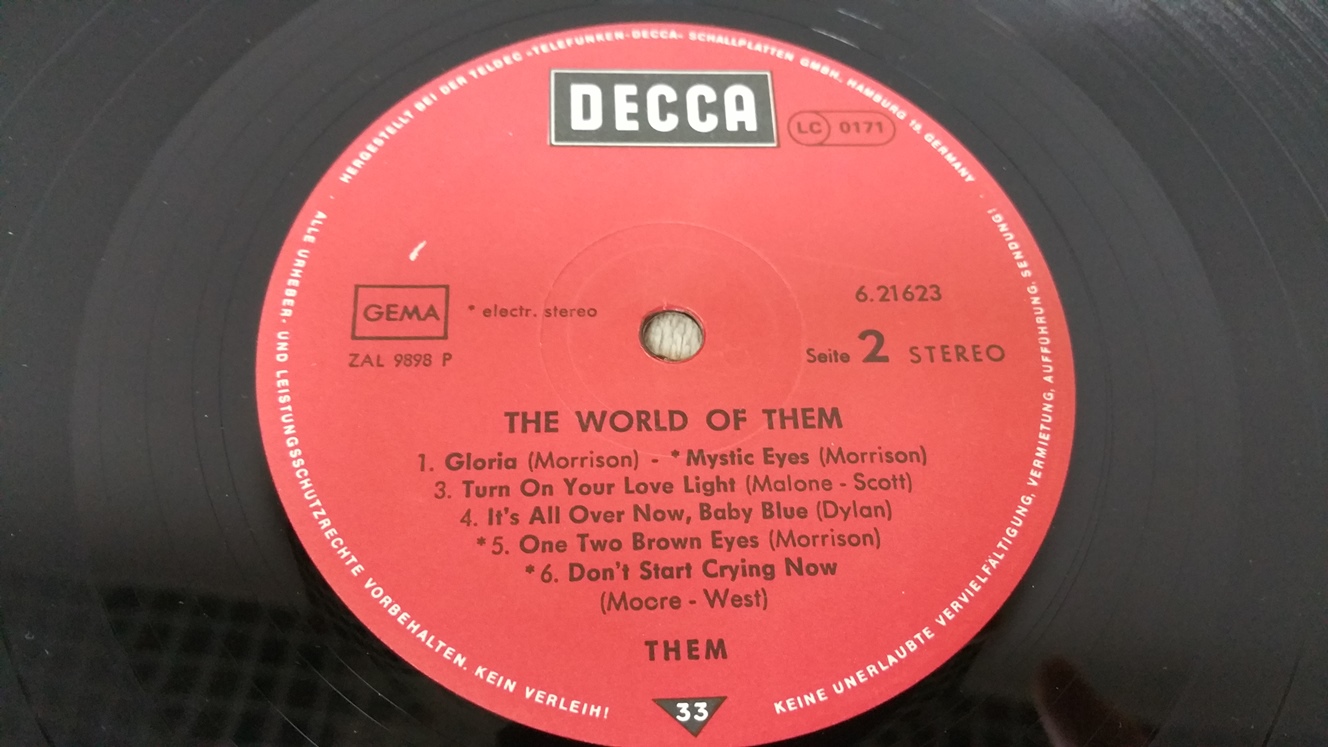 HERGESTELLT BEI DER TELDEC »TELEFUNKEN-DECCA« SCHALLPLATTEN GMBH., HAMBURG 19, GERMANY ·
DECCA
LC 0171
GEMA
* electr. stereo
6.21623
ZAL 9898 P
Seite 2 STEREO
THE WORLD OF THEM
1. Gloria (Morrison) - *Mystic Eyes (Morrison)
3. Turn On Your Love Light (Malone - Scott)
4. It's All Over Now, Baby Blue (Dylan)
*5. One Two Brown Eyes (Morrison)
*6. Don't Start Crying Now
(Moore - West)
THEM
33
ALLE URHEBER- UND LEISTUNGSSCHUTZRECHTE VORBEHALTEN. KEIN VERLEIH!
KEINE UNERLAUBTE VERVIELFÄLTIGUNG, VERMIETUNG, AUFFÜHRUNG, SENDUNG!